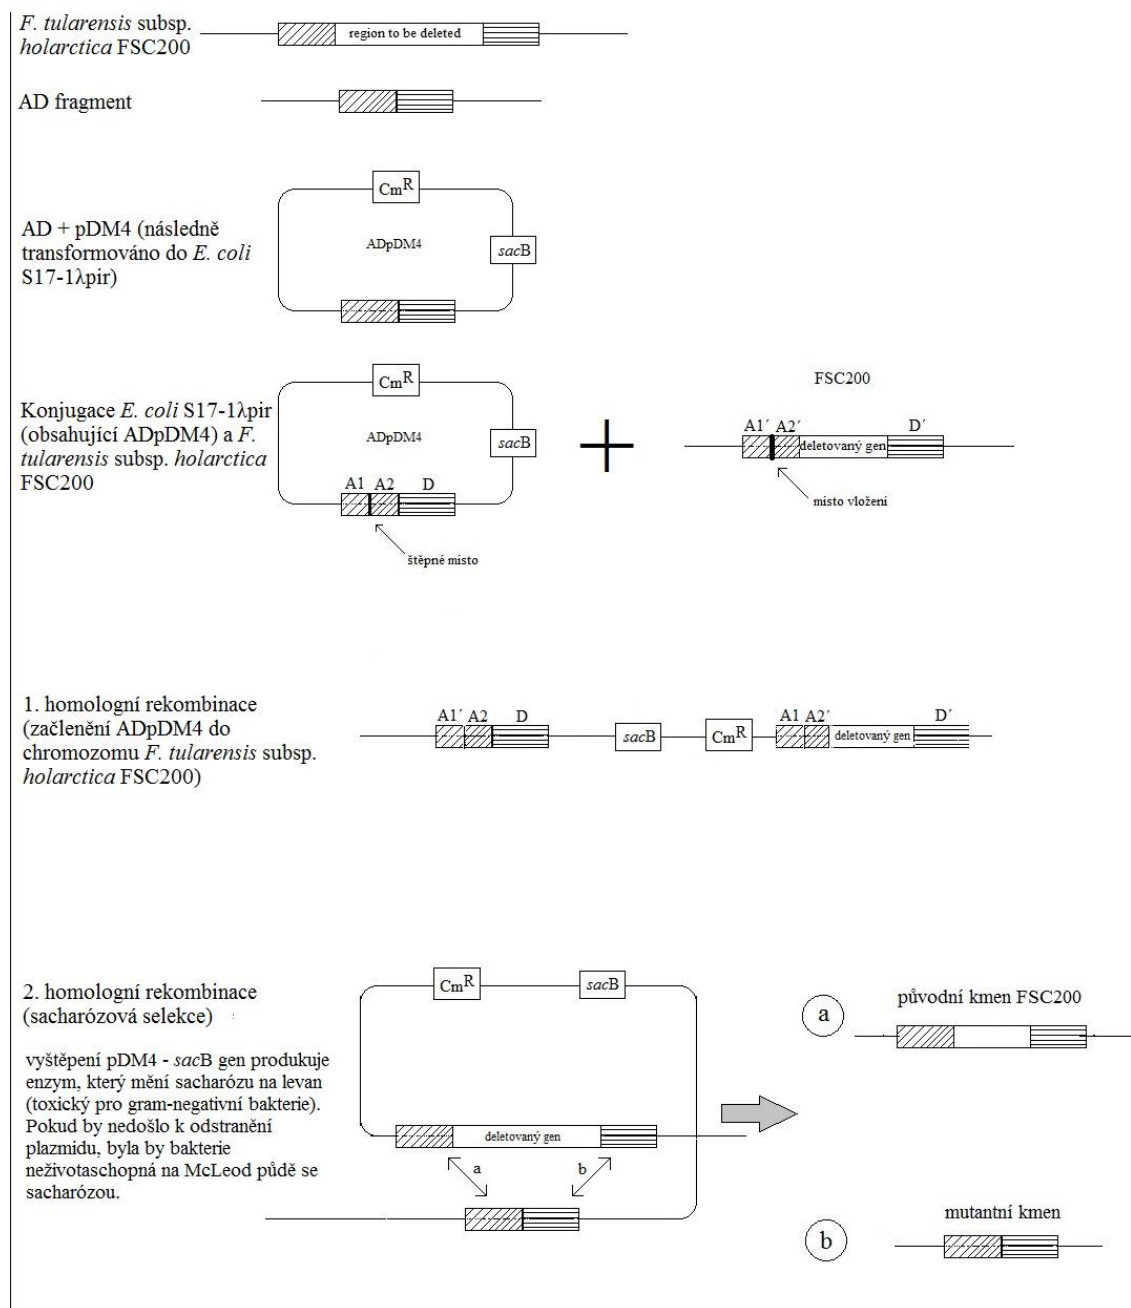 F. tularensis subsp.
holarctica FSC200
region to be deleted
AD fragment
AD + pDM4 (následně
transformováno do E. coli
S17-1λpir)
CmR
ADpDM4
sacB
Konjugace E. coli S17-1λpir
(obsahující ADpDM4) a F.
tularensis subsp. holarctica
FSC200
CmR
ADpDM4
sacB
A1 A2 D
štěpné místo
+
FSC200
A1´ A2´ D´
deletovaný gen
místo vložení
1. homologní rekombinace
(začlenění ADpDM4 do
chromozomu F. tularensis subsp.
holarctica FSC200)
A1´ A2 D
sacB
CmR
A1 A2´ D´
deletovaný gen
2. homologní rekombinace
(sacharózová selekce)
vyštěpení pDM4 - sacB gen produkuje
enzym, který mění sacharózu na levan
(toxický pro gram-negativní bakterie).
Pokud by nedošlo k odstranění
plazmidu, byla by bakterie
neživotaschopná na McLeod půdě se
sacharózou.
CmR
sacB
deletovaný gen
a b
a
původní kmen FSC200
b
mutantní kmen